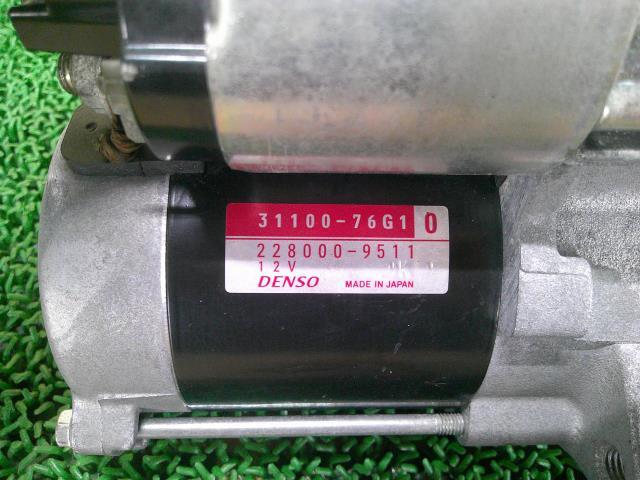 31100-76G1 0
228000-9511
12V
DENSO MADE IN JAPAN